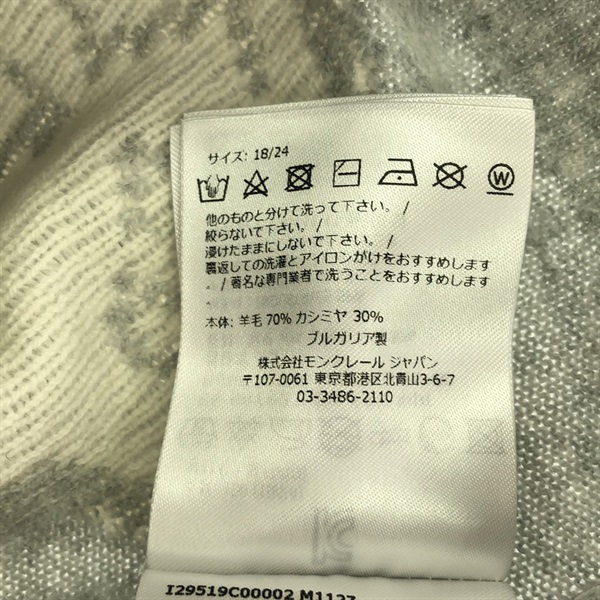 サイズ: 18/24
W
他のものと分けて洗って下さい。 /
絞らないで下さい。 /
浸けたままにしないで下さい。 /
裏返しての洗濯とアイロンがけをおすすめします
. / 著名な専門業者で洗うことをおすすめします
.
本体: 羊毛 70% カシミヤ 30%
ブルガリア製
株式会社モンクレール ジャパン
〒107-0061 東京都港区北青山3-6-7
03-3486-2110
I29519C00002